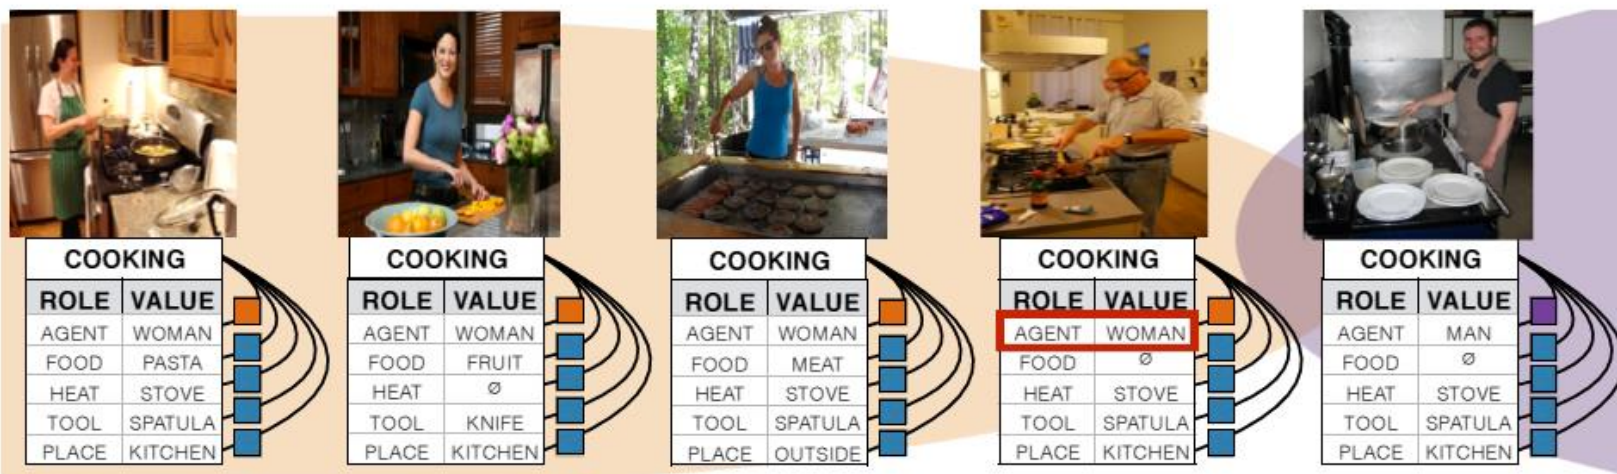 COOKING
ROLE VALUE
AGENT WOMAN
FOOD PASTA
HEAT STOVE
TOOL SPATULA
PLACE KITCHEN
COOKING
ROLE VALUE
AGENT WOMAN
FOOD FRUIT
HEAT Ø
TOOL KNIFE
PLACE KITCHEN
COOKING
ROLE VALUE
AGENT WOMAN
FOOD MEAT
HEAT STOVE
TOOL SPATULA
PLACE OUTSIDE
COOKING
ROLE VALUE
AGENT WOMAN
FOOD Ø
HEAT STOVE
TOOL SPATULA
PLACE KITCHEN
COOKING
ROLE VALUE
AGENT MAN
FOOD Ø
HEAT STOVE
TOOL SPATULA
PLACE KITCHEN